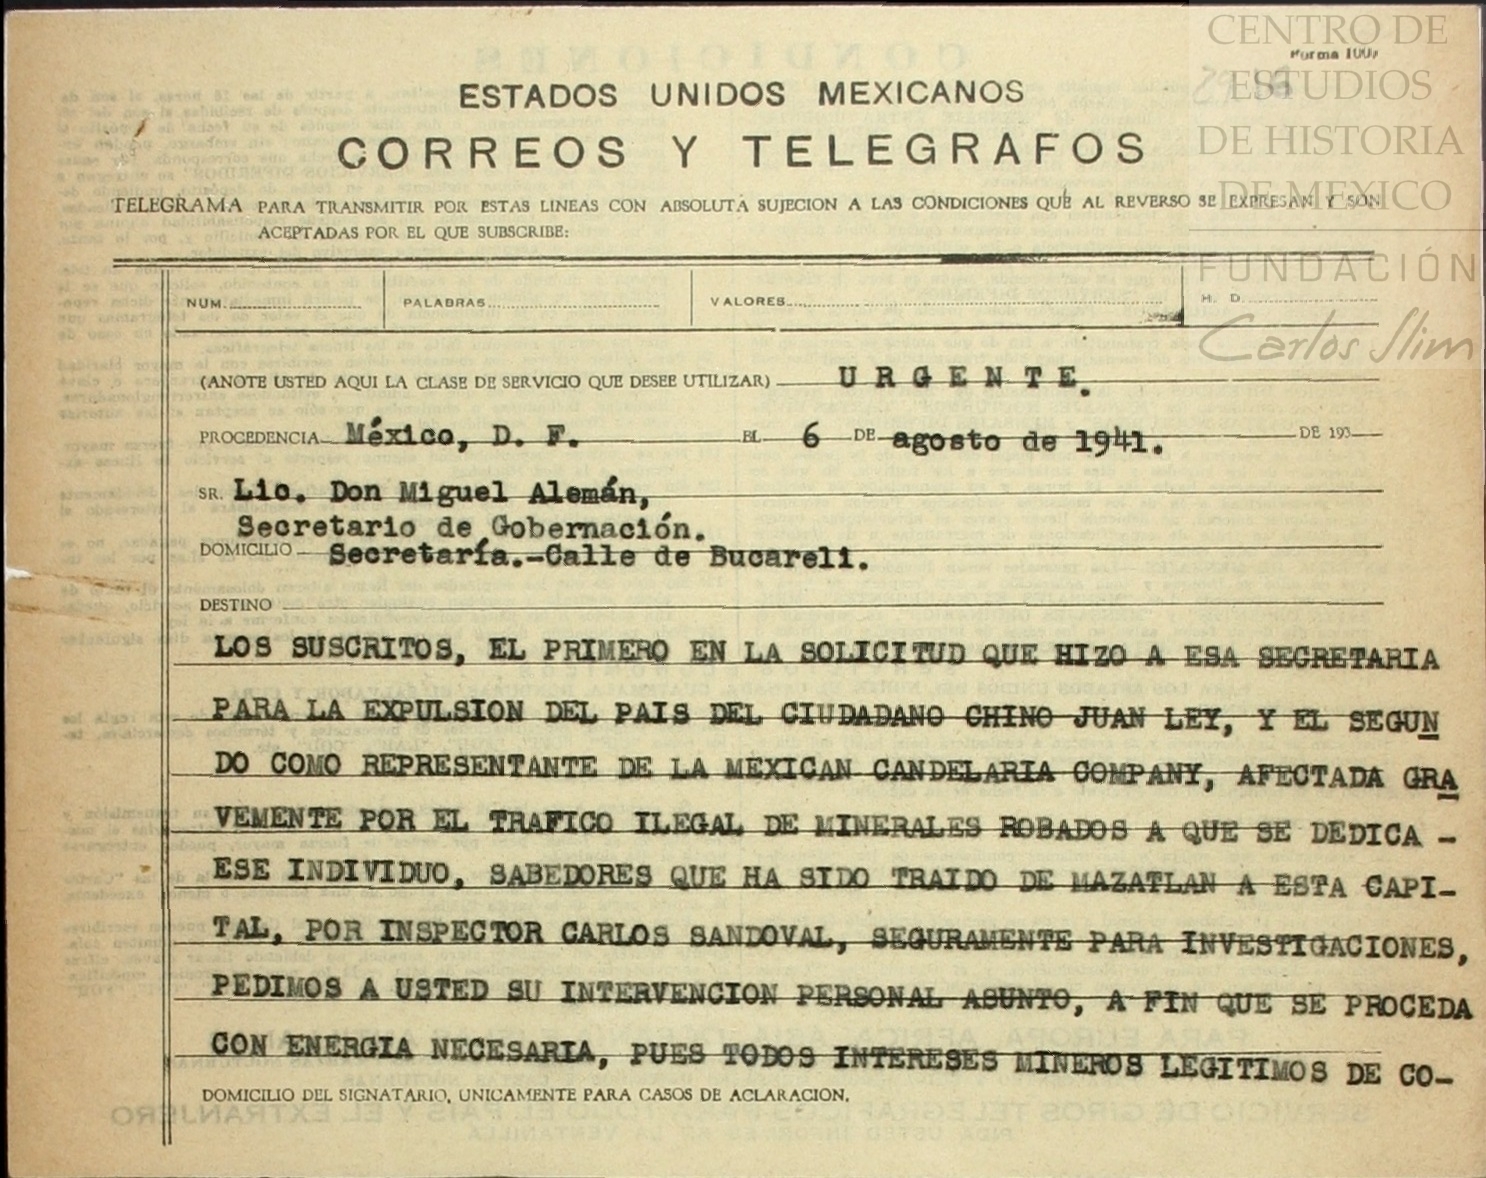 CENTRO DE
ESTUDIOS
DE HISTORIA
DE MEXICO
FUNDACIÓN
Carlos Slim
Forma 1009
ESTADOS UNIDOS MEXICANOS
CORREOS Y TELEGRAFOS
TELEGRAMA PARA TRANSMITIR POR ESTAS LINEAS CON ABSOLUTA SUJECION A LAS CONDICIONES QUE AL REVERSO SE EXPRESAN Y SON
ACEPTADAS POR EL QUE SUBSCRIBE:
NUM. PALABRAS VALORES H. D.
(ANOTE USTED AQUI LA CLASE DE SERVICIO QUE DESEE UTILIZAR) U R G E N T E.
PROCEDENCIA México, D. F. EL 6 DE agosto de 1941. DE 193
SR. Lic. Don Miguel Alemán,
Secretario de Gobernación.
DOMICILIO Secretaría.-Calle de Bucareli.
DESTINO
LOS SUSCRITOS, EL PRIMERO EN LA SOLICITUD QUE HIZO A ESA SECRETARIA
PARA LA EXPULSION DEL PAIS DEL CIUDADANO CHINO JUAN LEY, Y EL SEGUN
DO COMO REPRESENTANTE DE LA MEXICAN CANDELARIA COMPANY, AFECTADA GRA
VEMENTE POR EL TRAFICO ILEGAL DE MINERALES ROBADOS A QUE SE DEDICA -
ESE INDIVIDUO, SABEDORES QUE HA SIDO TRAIDO DE MAZATLAN A ESTA CAPI-
TAL, POR INSPECTOR CARLOS SANDOVAL, SEGURAMENTE PARA INVESTIGACIONES,
PEDIMOS A USTED SU INTERVENCION PERSONAL ASUNTO, A FIN QUE SE PROCEDA
CON ENERGIA NECESARIA, PUES TODOS INTERESES MINEROS LEGITIMOS DE CO-
DOMICILIO DEL SIGNATARIO, UNICAMENTE PARA CASOS DE ACLARACION.